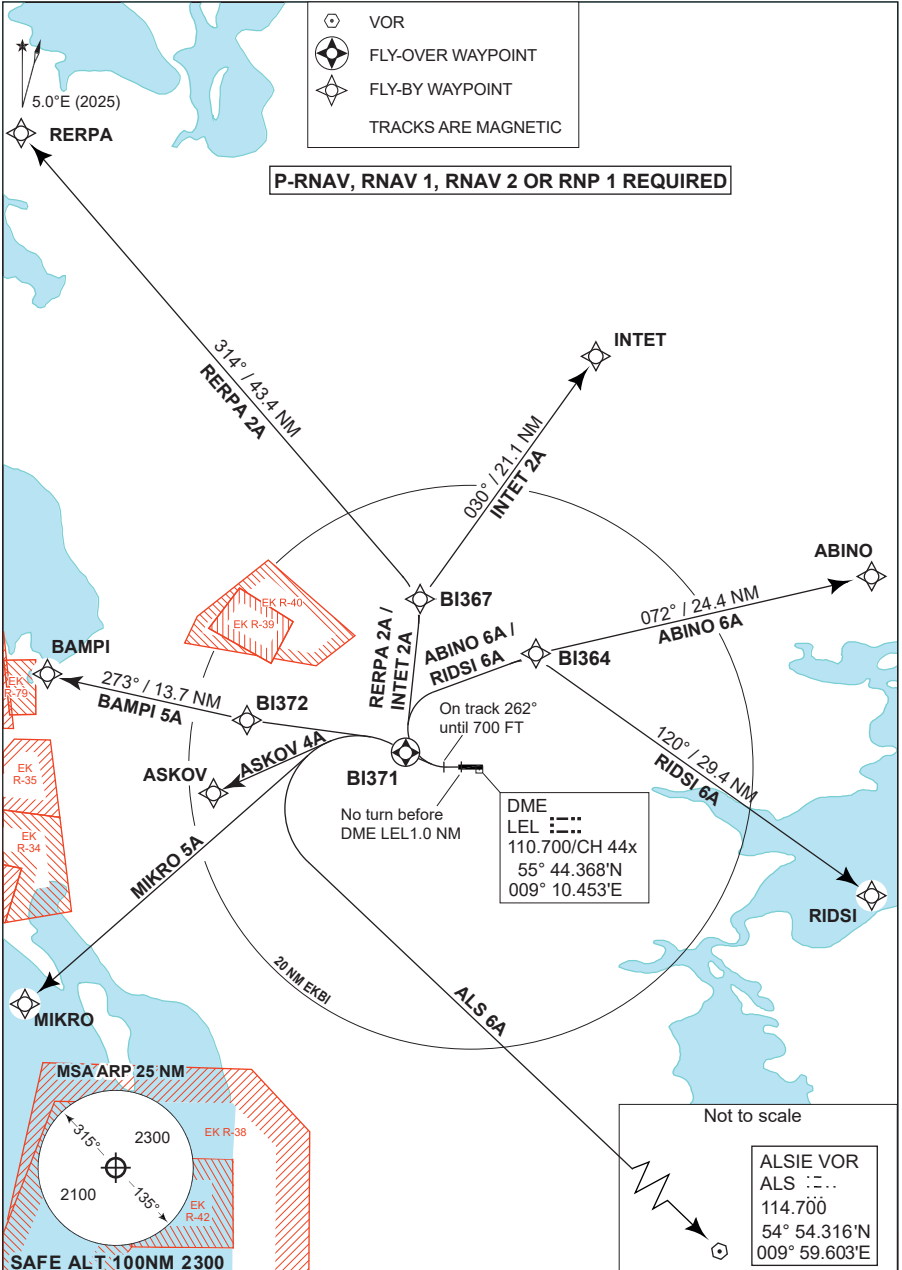 VOR
FLY-OVER WAYPOINT
FLY-BY WAYPOINT
TRACKS ARE MAGNETIC
5.0°E (2025)
RERPA
P-RNAV, RNAV 1, RNAV 2 OR RNP 1 REQUIRED
INTET
314° / 43.4 NM
RERPA 2A
030° / 21.1 NM
INTET 2A
ABINO
072° / 24.4 NM
ABINO 6A
EK R-40
EK R-39
BI367
RERPA 2A /
INTET 2A
ABINO 6A /
RIDSI 6A
BI364
BAMPI
EK
R-79
273° / 13.7 NM
BAMPI 5A
BI372
On track 262°
until 700 FT
120° / 29.4 NM
RIDSI 6A
ASKOV
ASKOV 4A
BI371
EK
R-35
No turn before
DME LEL1.0 NM
DME
LEL
110.700/CH 44x
55° 44.368'N
009° 10.453'E
EK
R-34
MIKRO 5A
RIDSI
20 NM EKBI
ALS 6A
MIKRO
MSA ARP 25 NM
315°
2300
2100
135°
EK R-38
EK
R-42
SAFE ALT 100NM 2300
Not to scale
ALSIE VOR
ALS
114.700
54° 54.316'N
009° 59.603'E